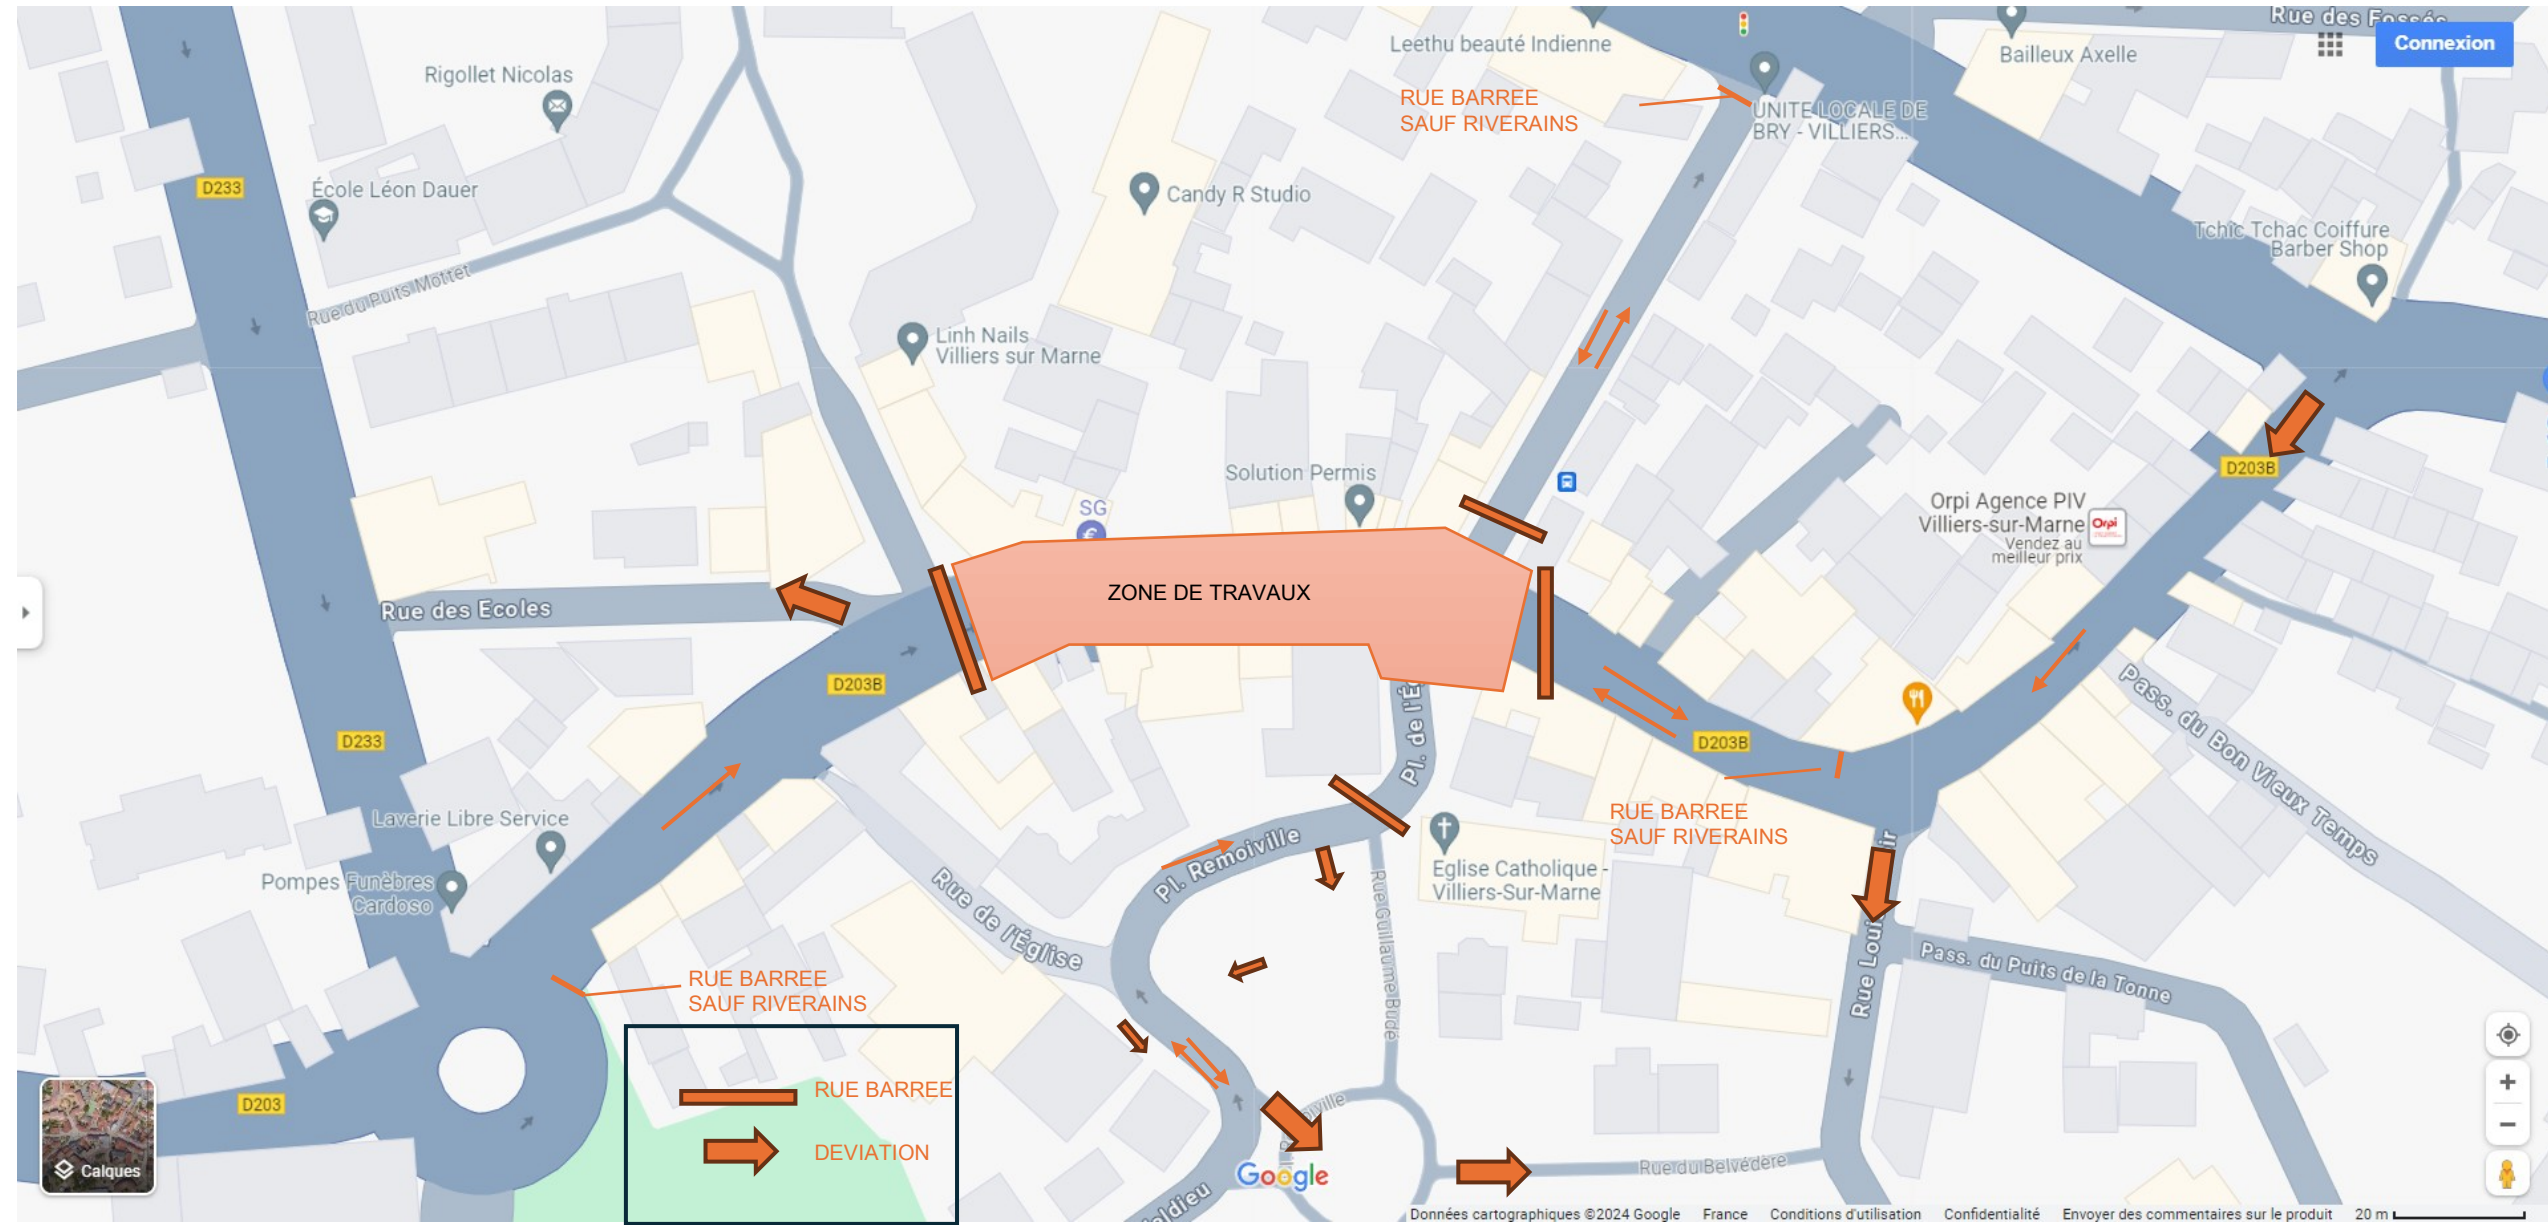 Rue des Fossés
Connexion
Leethu beauté Indienne
Bailleux Axelle
Rigollet Nicolas
RUE BARREE
SAUF RIVERAINS
UNITE LOCALE DE
BRY - VILLIERS...
D233
École Léon Dauer
Candy R Studio
Tchic Tchac Coiffure
Barber Shop
Rue du Puits Mottet
Linh Nails
Villiers sur Marne
Solution Permis
D203B
SG
€
Orpi Agence PIV
Villiers-sur-Marne
Orpi
Vendez au
meilleur prix
ZONE DE TRAVAUX
Rue des Ecoles
D203B
Pl. de l'É
Pass. du Bon Vieux Temps
D233
D203B
Laverie Libre Service
RUE BARREE
SAUF RIVERAINS
Pl. Remoiville
Pompes Funèbres
Cardoso
Eglise Catholique -
Villiers-Sur-Marne
Rue de l'Église
Rue Guillaume Budé
Rue Loui
ir
Pass. du Puits de la Tonne
RUE BARREE
SAUF RIVERAINS
RUE BARREE
D203
DEVIATION
Calques
Google
Rue du Belvédère
Données cartographiques ©2024 Google France Conditions d'utilisation Confidentialité Envoyer des commentaires sur le produit 20 m